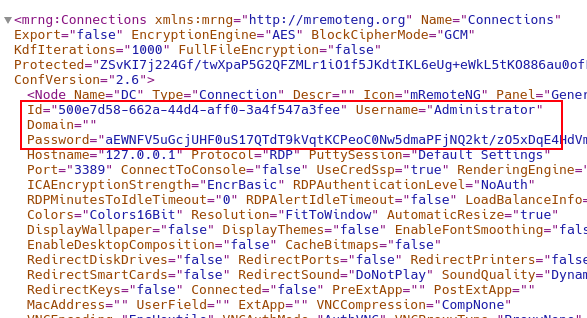 <mrng:Connections xmlns:mrng="http://mremoteng.org" Name="Connections"
Export="false" EncryptionEngine="AES" BlockCipherMode="GCM"
KdfIterations="1000" FullFileEncryption="false"
Protected="ZSvKI7j224Gf/twXpaP5G2QFZMLr1iO1f5JKdtIKL6eUg+eWkL5tKO886au0of
ConfVersion="2.6">
<Node Name="DC" Type="Connection" Descr="" Icon="mRemoteNG" Panel="Gener
Id="500e7d58-662a-44d4-aff0-3a4f547a3fee" Username="Administrator"
Domain=""
Password="aEWNFV5uGcjUHF0uS17QTdT9kVqtKCPeoC0Nw5dmaPFjNQ2kt/zO5xDqE4HdVm
Hostname="127.0.0.1" Protocol="RDP" PuttySession="Default Settings"
Port="3389" ConnectToConsole="false" UseCredSsp="true" RenderingEngine="
ICAEncryptionStrength="EncrBasic" RDPAuthenticationLevel="NoAuth"
RDPMinutesToIdleTimeout="0" RDPAlertIdleTimeout="false" LoadBalanceInfo=
Colors="Colors16Bit" Resolution="FitToWindow" AutomaticResize="true"
DisplayWallpaper="false" DisplayThemes="false" EnableFontSmoothing="fals
EnableDesktopComposition="false" CacheBitmaps="false"
RedirectDiskDrives="false" RedirectPorts="false" RedirectPrinters="false
RedirectSmartCards="false" RedirectSound="DoNotPlay" SoundQuality="Dynam
RedirectKeys="false" Connected="false" PreExtApp="" PostExtApp=""
MacAddress="" UserField="" ExtApp="" VNCCompression="CompNone"